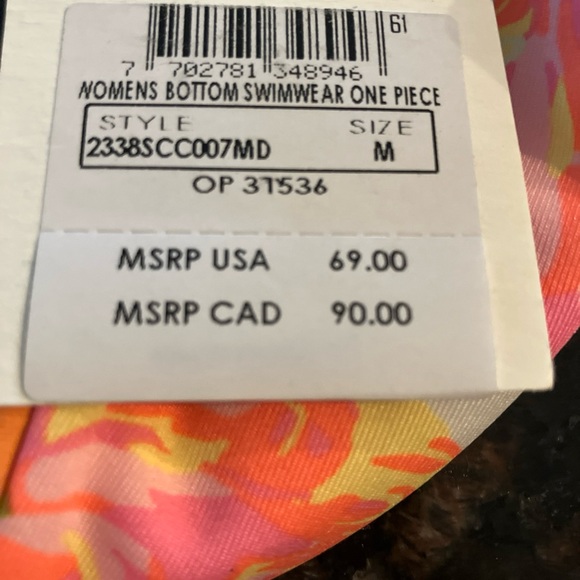 61
7 702781 348946
WOMENS BOTTOM SWIMWEAR ONE PIECE
STYLE SIZE
2338SCC007MD M
OP 31536
MSRP USA 69.00
MSRP CAD 90.00